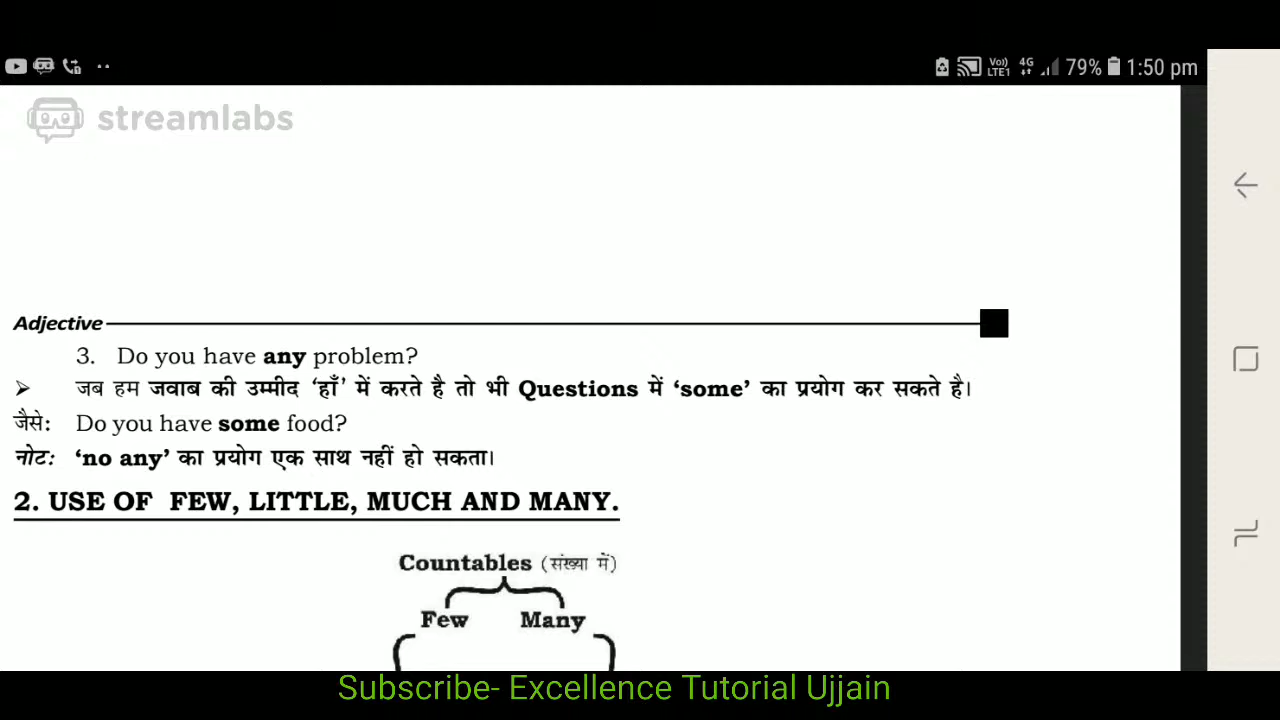 79% 1:50 pm
streamlabs
Adjective
3. Do you have any problem?
➢ जब हम जवाब की उम्मीद ‘हाँ’ में करते है तो भी Questions में ‘some’ का प्रयोग कर सकते है।
जैसे: Do you have some food?
नोट: ‘no any’ का प्रयोग एक साथ नहीं हो सकता।
2. USE OF FEW, LITTLE, MUCH AND MANY.
Countables (संख्या में)
Few Many
Subscribe- Excellence Tutorial Ujjain